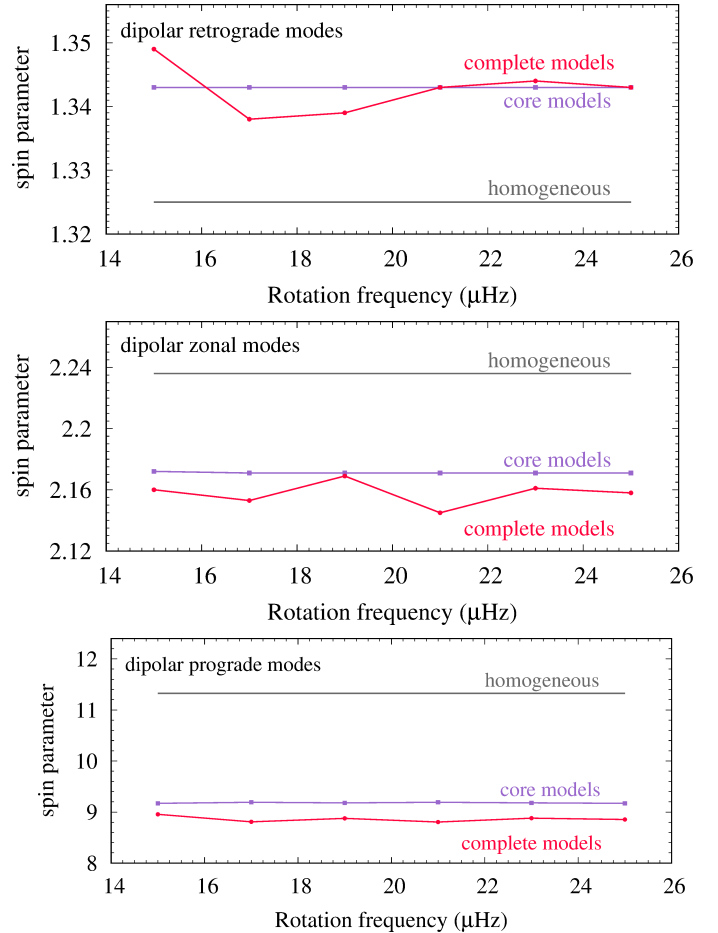 dipolar retrograde modes
complete models
core models
homogeneous
spin parameter
1.35
1.34
1.33
1.32
14 16 18 20 22 24 26
Rotation frequency (μHz)
dipolar zonal modes
homogeneous
core models
complete models
spin parameter
2.24
2.2
2.16
2.12
14 16 18 20 22 24 26
Rotation frequency (μHz)
dipolar prograde modes
homogeneous
core models
complete models
spin parameter
12
11
10
9
8
14 16 18 20 22 24 26
Rotation frequency (μHz)